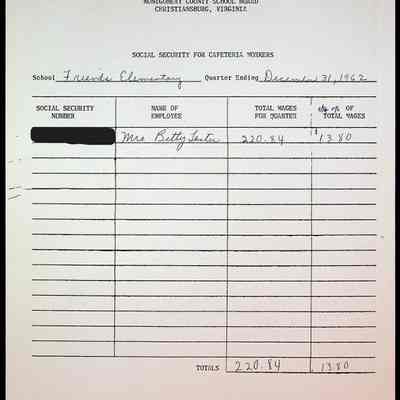 MONTGOMERY COUNTY SCHOOL BOARD
CHRISTIANSBURG, VIRGINIA
SOCIAL SECURITY FOR CAFETERIA WORKERS
School Friends Elementary Quarter Ending December 31, 1962
SOCIAL SECURITY NAME OF TOTAL WAGES OF
NUMBER EMPLOYEE FOR QUARTER TOTAL WAGES
Mrs Betty Lester 220.84 13.80
TOTALS 220.84 13.80